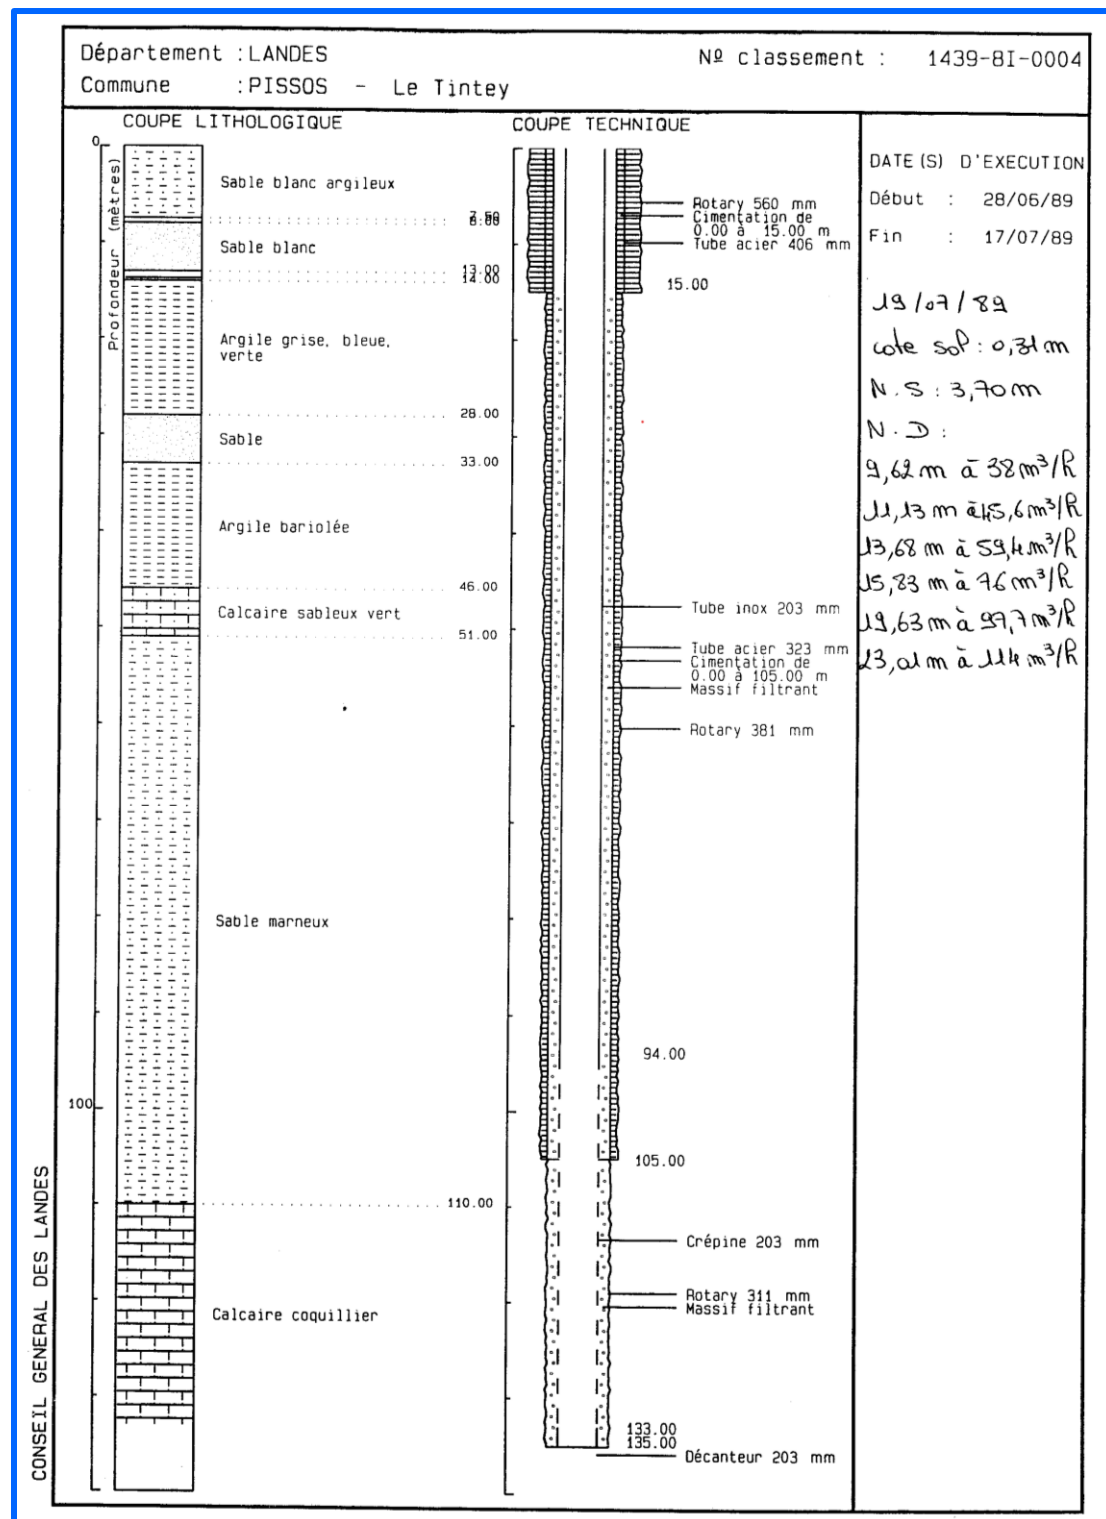 Département : LANDES
Nº classement : 1439-8I-0004
Commune : PISSOS - Le Tintey
COUPE LITHOLOGIQUE
COUPE TECHNIQUE
0
Profondeur (mètres)
Sable blanc argileux
8.00
Sable blanc
13.00
14.00
Argile grise, bleue,
verte
28.00
Sable
33.00
Argile bariolée
46.00
Calcaire sableux vert
51.00
Sable marneux
100
110.00
Calcaire coquillier
Rotary 560 mm
Cimentation de
0.00 à 15.00 m
Tube acier 406 mm
15.00
Tube inox 203 mm
Tube acier 323 mm
Cimentation de
0.00 à 105.00 m
Massif filtrant
Rotary 381 mm
94.00
105.00
Crépine 203 mm
Rotary 311 mm
Massif filtrant
133.00
135.00
Décanteur 203 mm
DATE(S) D'EXECUTION
Début : 28/06/89
Fin : 17/07/89
19/07/89
cote sol : 0,31 m
N.S : 3,70 m
N.D :
9,62 m à 38 m³/h
11,13 m à 45,6 m³/h
13,68 m à 59,4 m³/h
15,83 m à 76 m³/h
19,63 m à 97,7 m³/h
23,01 m à 114 m³/h
CONSEIL GENERAL DES LANDES